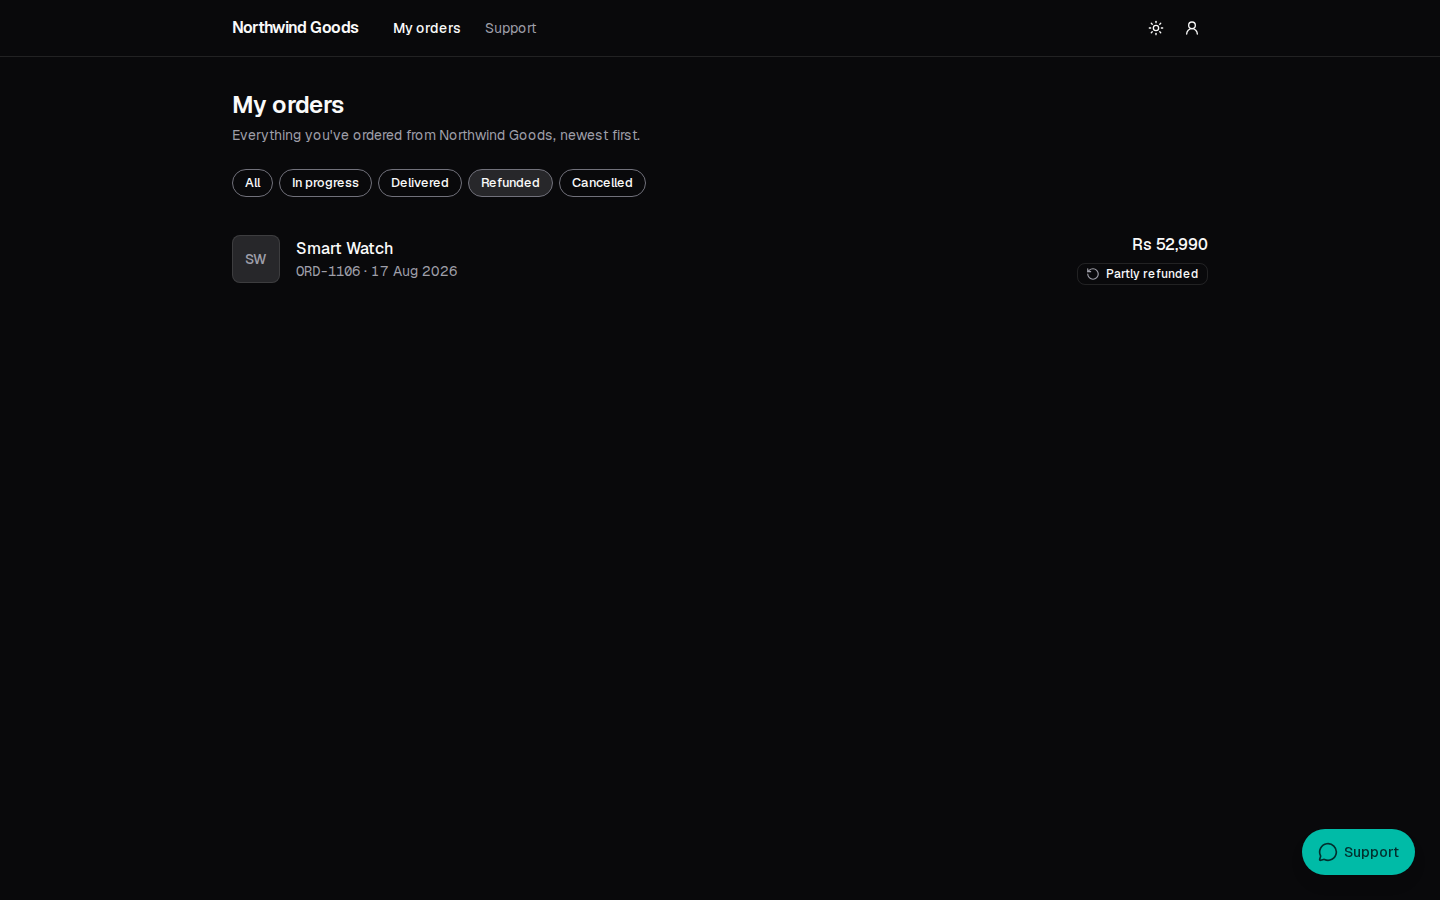 Northwind Goods My orders Support
My orders
Everything you've ordered from Northwind Goods, newest first.
All In progress Delivered Refunded Cancelled
SW Smart Watch Rs 52,990
ORD-1106 · 17 Aug 2026 Partly refunded
Support